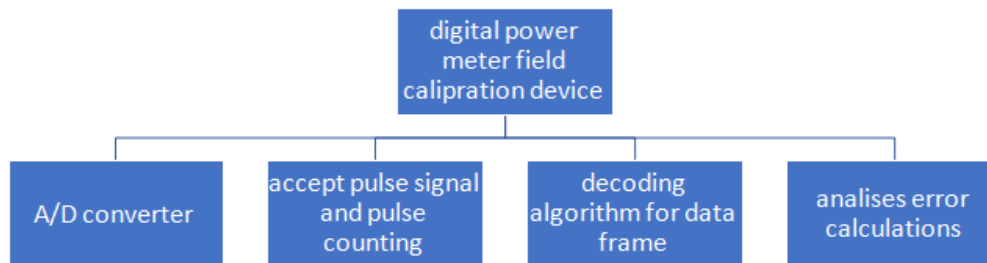 digital power
meter field
calipration device
A/D converter
accept pulse signal
and pulse
counting
decoding
algorithm for data
frame
analises error
calculations